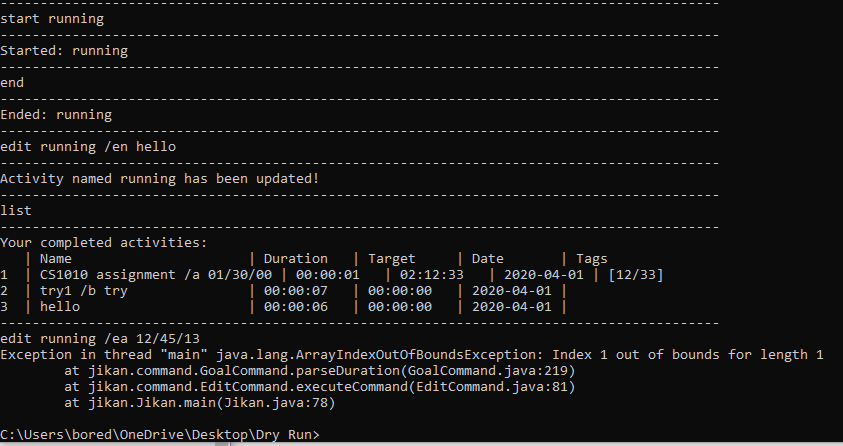 ------------------------------------------------------------------------------------------
start running
------------------------------------------------------------------------------------------
Started: running
------------------------------------------------------------------------------------------
end
------------------------------------------------------------------------------------------
Ended: running
------------------------------------------------------------------------------------------
edit running /en hello
------------------------------------------------------------------------------------------
Activity named running has been updated!
------------------------------------------------------------------------------------------
list
------------------------------------------------------------------------------------------
Your completed activities:
   | Name                      | Duration   | Target     | Date       | Tags
1  | CS1010 assignment /a 01/30/00 | 00:00:01   | 02:12:33   | 2020-04-01 | [12/33]
2  | try1 /b try               | 00:00:07   | 00:00:00   | 2020-04-01 |
3  | hello                     | 00:00:06   | 00:00:00   | 2020-04-01 |
------------------------------------------------------------------------------------------
edit running /ea 12/45/13
Exception in thread "main" java.lang.ArrayIndexOutOfBoundsException: Index 1 out of bounds for length 1
        at jikan.command.GoalCommand.parseDuration(GoalCommand.java:219)
        at jikan.command.EditCommand.executeCommand(EditCommand.java:81)
        at jikan.Jikan.main(Jikan.java:78)
C:\Users\bored\OneDrive\Desktop\Dry Run>